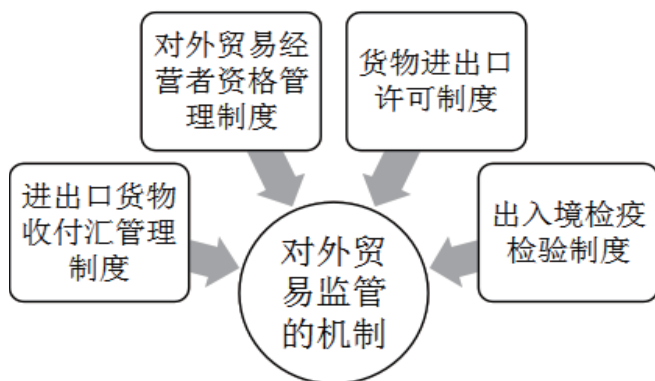 对外贸易经
营者资格管
理制度
货物进出口
许可制度
进出口货物
收付汇管理
制度
出入境检疫
检验制度
对外贸
易监管
的机制